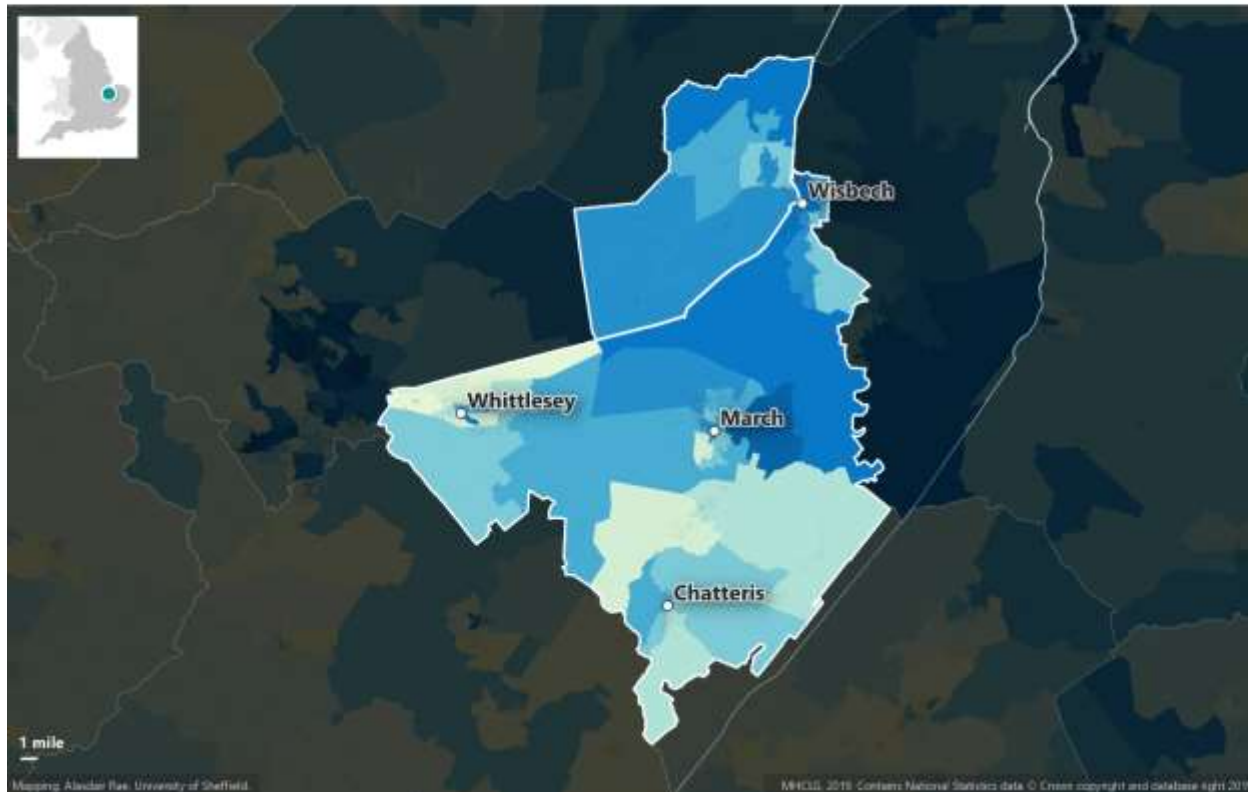 Wisbech
Whittlesey
March
Chatteris
1 mile
Mapping: Alasdair Rae, University of Sheffield.
MHCLG, 2019. Contains National Statistics data. © Crown copyright and database right 201